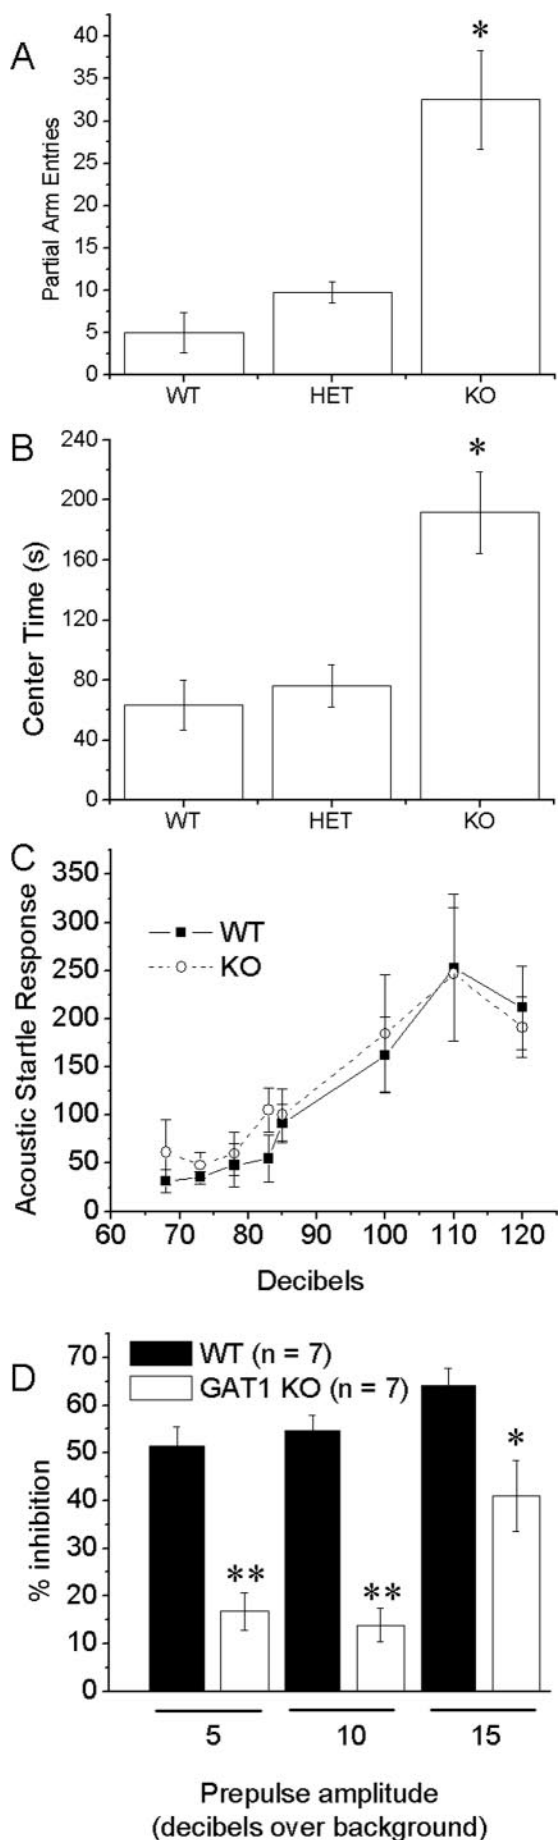 A
Partial Arm Entries
40
35
30
25
20
15
10
5
0
*
WT HET KO
B
Center Time (s)
240
200
160
120
80
40
0
*
WT HET KO
C
Acoustic Startle Response
350
300
250
200
150
100
50
0
WT
KO
60 70 80 90 100 110 120
Decibels
D
% inhibition
70
60
50
40
30
20
10
0
WT (n = 7)
GAT1 KO (n = 7)
** ** *
5 10 15
Prepulse amplitude
(decibels over background)